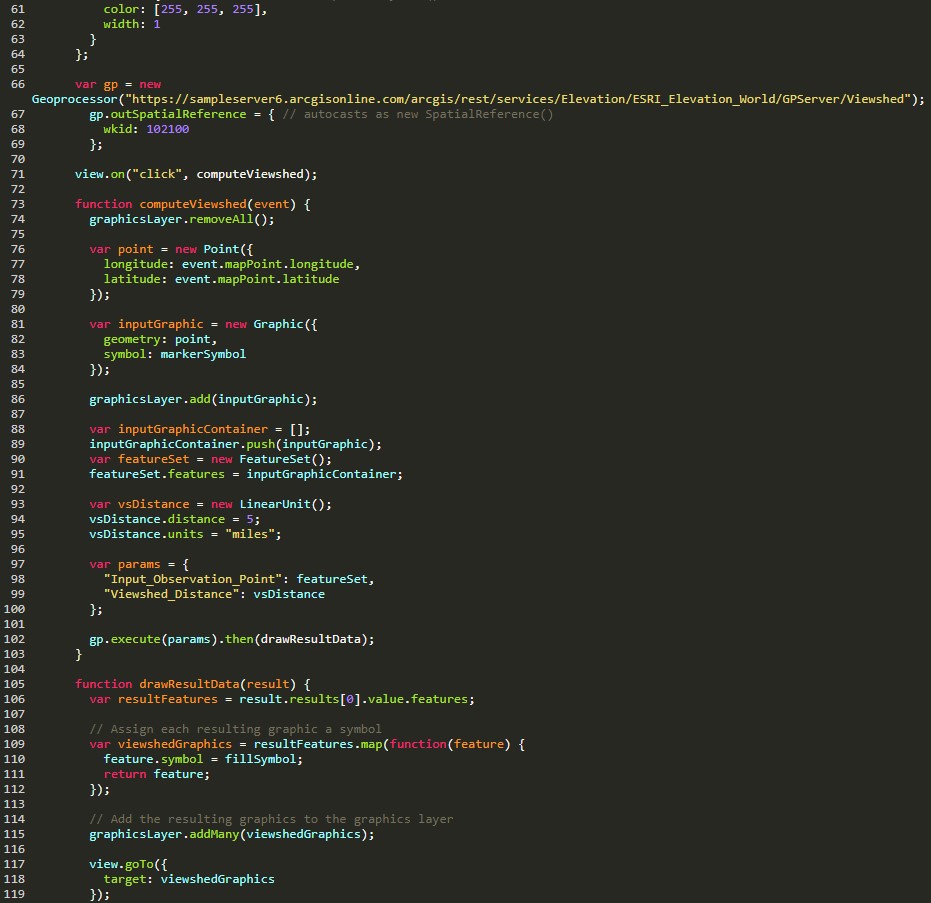 61 color: [255, 255, 255],
62 width: 1
63 }
64 };
65
66 var gp = new
Geoprocessor("https://sampleserver6.arcgisonline.com/arcgis/rest/services/Elevation/ESRI_Elevation_World/GPServer/Viewshed");
67 gp.outSpatialReference = { // autocasts as new SpatialReference()
68 wkid: 102100
69 };
70
71 view.on("click", computeViewshed);
72
73 function computeViewshed(event) {
74 graphicsLayer.removeAll();
75
76 var point = new Point({
77 longitude: event.mapPoint.longitude,
78 latitude: event.mapPoint.latitude
79 });
80
81 var inputGraphic = new Graphic({
82 geometry: point,
83 symbol: markerSymbol
84 });
85
86 graphicsLayer.add(inputGraphic);
87
88 var inputGraphicContainer = [];
89 inputGraphicContainer.push(inputGraphic);
90 var featureSet = new FeatureSet();
91 featureSet.features = inputGraphicContainer;
92
93 var vsDistance = new LinearUnit();
94 vsDistance.distance = 5;
95 vsDistance.units = "miles";
96
97 var params = {
98 "Input_Observation_Point": featureSet,
99 "Viewshed_Distance": vsDistance
100 };
101
102 gp.execute(params).then(drawResultData);
103 }
104
105 function drawResultData(result) {
106 var resultFeatures = result.results[0].value.features;
107
108 // Assign each resulting graphic a symbol
109 var viewshedGraphics = resultFeatures.map(function(feature) {
110 feature.symbol = fillSymbol;
111 return feature;
112 });
113
114 // Add the resulting graphics to the graphics layer
115 graphicsLayer.addMany(viewshedGraphics);
116
117 view.goTo({
118 target: viewshedGraphics
119 });